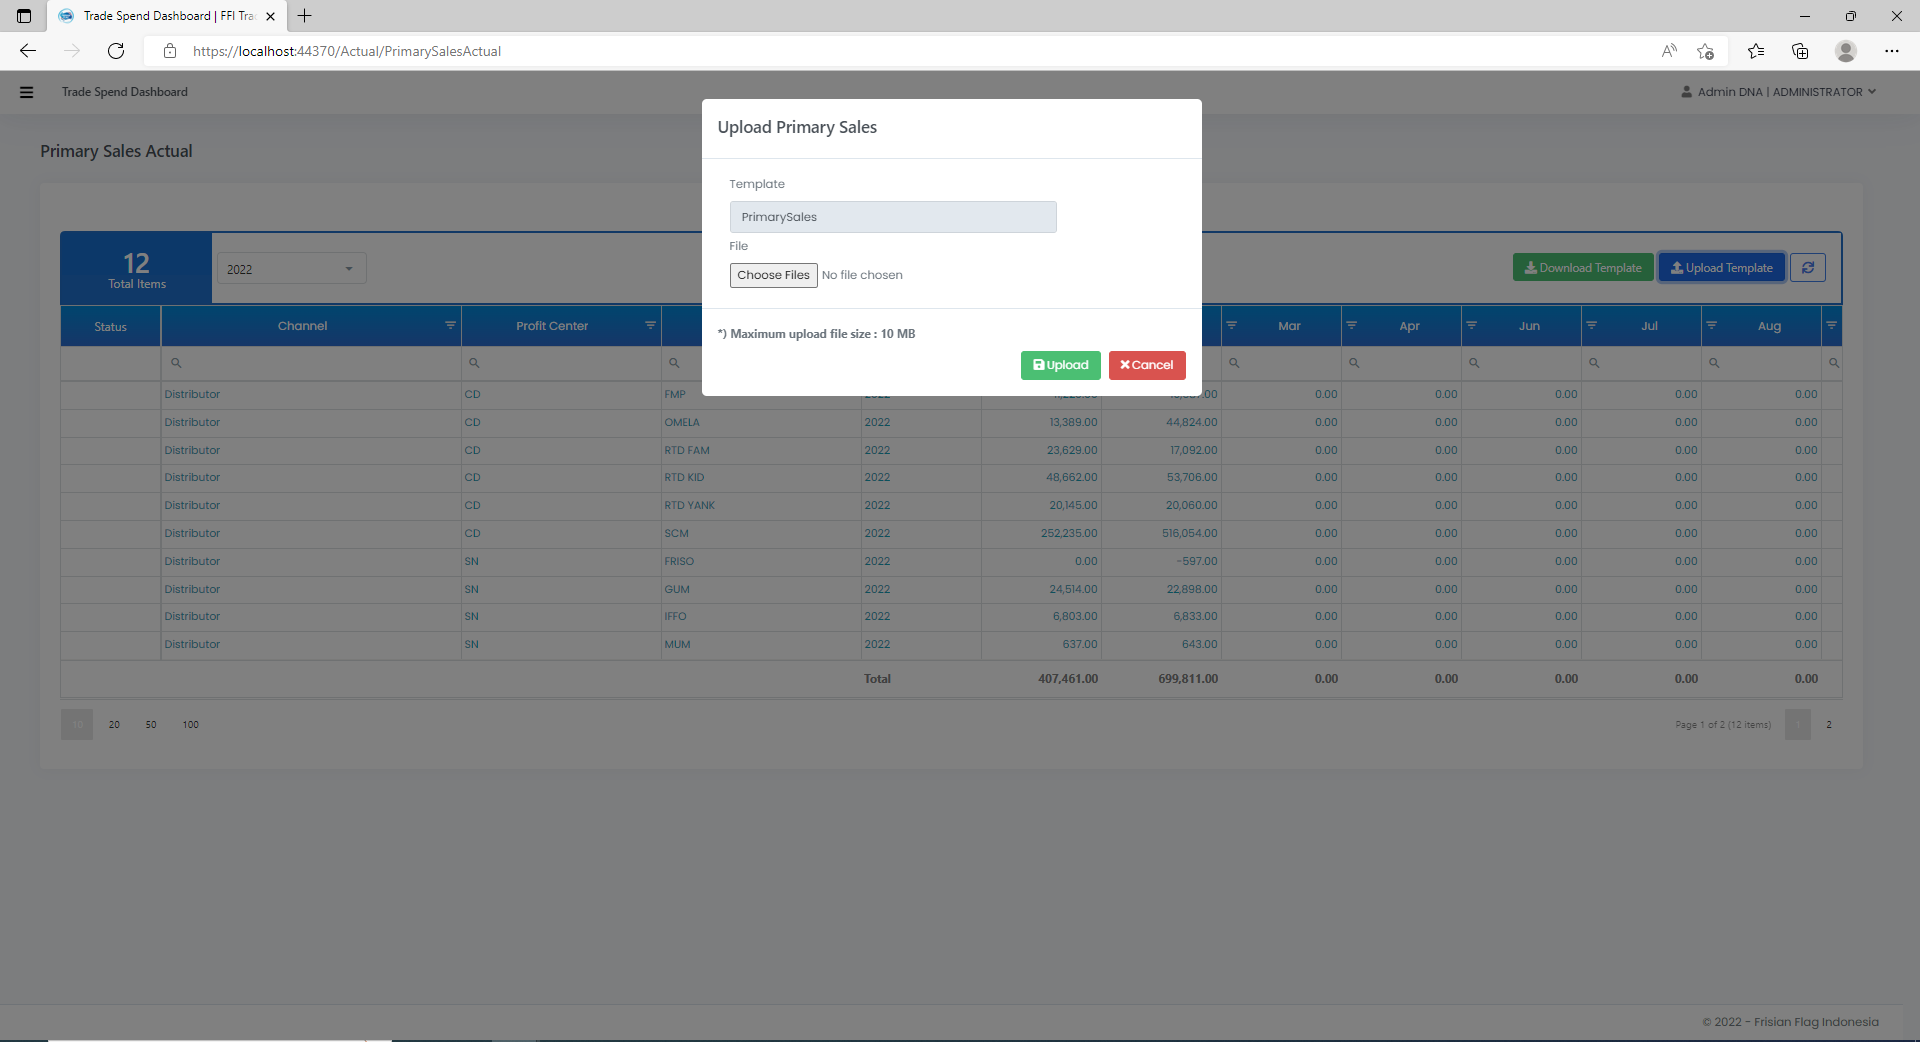 Trade Spend Dashboard | FFI Tra
https://localhost:44370/Actual/PrimarySalesActual
Trade Spend Dashboard
Admin DNA | ADMINISTRATOR
Primary Sales Actual
Upload Primary Sales
Template
PrimarySales
File
Choose Files No file chosen
*) Maximum upload file size : 10 MB
Upload Cancel
12
Total Items
2022
Download Template Upload Template
Status Channel Profit Center Mar Apr Jun Jul Aug
Distributor CD FMP 0.00 0.00 0.00 0.00 0.00
Distributor CD OMELA 2022 13,389.00 44,824.00 0.00 0.00 0.00 0.00 0.00
Distributor CD RTD FAM 2022 23,629.00 17,092.00 0.00 0.00 0.00 0.00 0.00
Distributor CD RTD KID 2022 48,662.00 53,706.00 0.00 0.00 0.00 0.00 0.00
Distributor CD RTD YANK 2022 20,145.00 20,060.00 0.00 0.00 0.00 0.00 0.00
Distributor CD SCM 2022 252,235.00 516,054.00 0.00 0.00 0.00 0.00 0.00
Distributor SN FRISO 2022 0.00 -597.00 0.00 0.00 0.00 0.00 0.00
Distributor SN GUM 2022 24,514.00 22,898.00 0.00 0.00 0.00 0.00 0.00
Distributor SN IFFO 2022 6,803.00 6,833.00 0.00 0.00 0.00 0.00 0.00
Distributor SN MUM 2022 637.00 643.00 0.00 0.00 0.00 0.00 0.00
Total 407,461.00 699,811.00 0.00 0.00 0.00 0.00 0.00
10 20 50 100
Page 1 of 2 (12 items) 1 2
© 2022 - Frisian Flag Indonesia